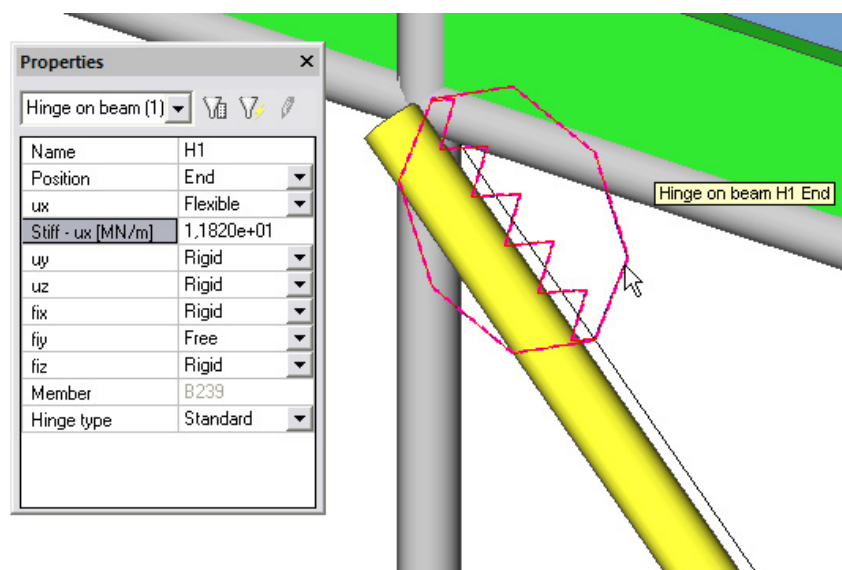 Properties
Hinge on beam (1)
Name H1
Position End
ux Flexible
Stiff - ux [MN/m] 1,1820e+01
uy Rigid
uz Rigid
fix Rigid
fiy Free
fiz Rigid
Member B239
Hinge type Standard
Hinge on beam H1 End